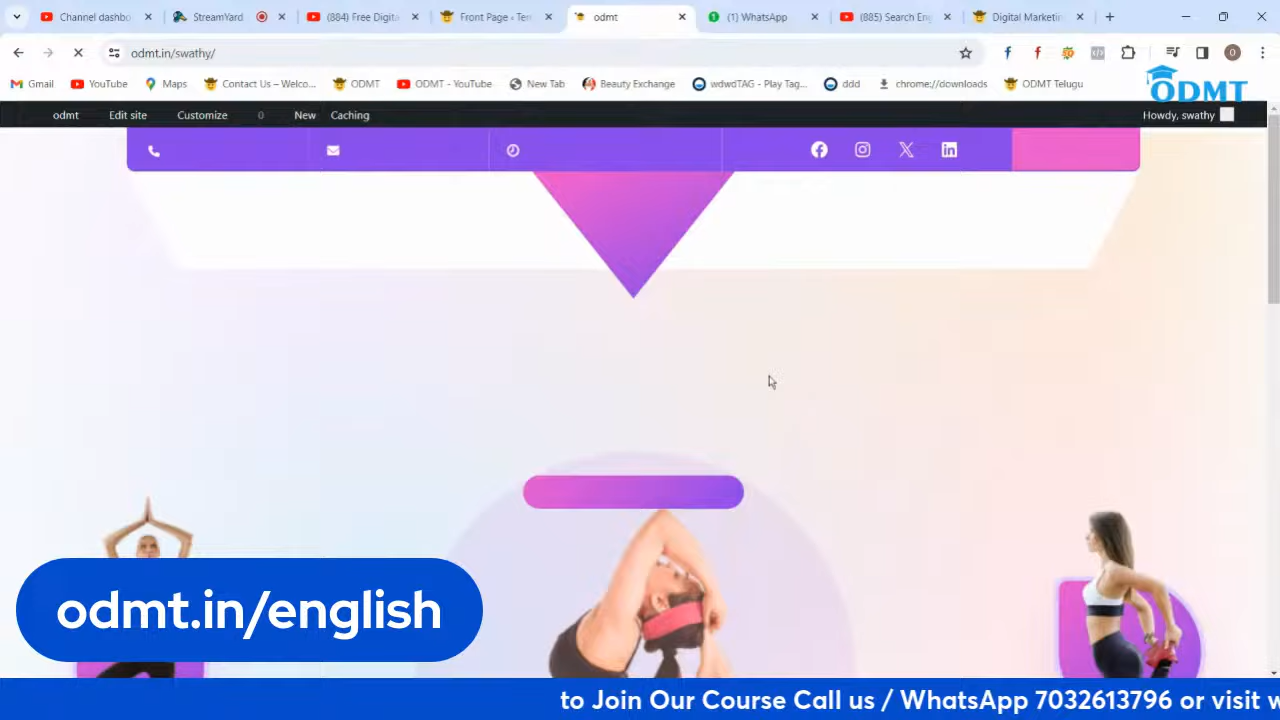 Channel dashbo
StreamYard
(884) Free Digita
Front Page ‹ Tem
odmt
(1) WhatsApp
(885) Search Eng
Digital Marketin
odmt.in/swathy/
Gmail
YouTube
Maps
Contact Us – Welco...
ODMT
ODMT - YouTube
New Tab
Beauty Exchange
wdwdTAG - Play Tag...
ddd
chrome://downloads
ODMT Telugu
ODMT
odmt
Edit site
Customize
0
New
Caching
Howdy, swathy
odmt.in/english
to Join Our Course Call us / WhatsApp 7032613796 or visit w